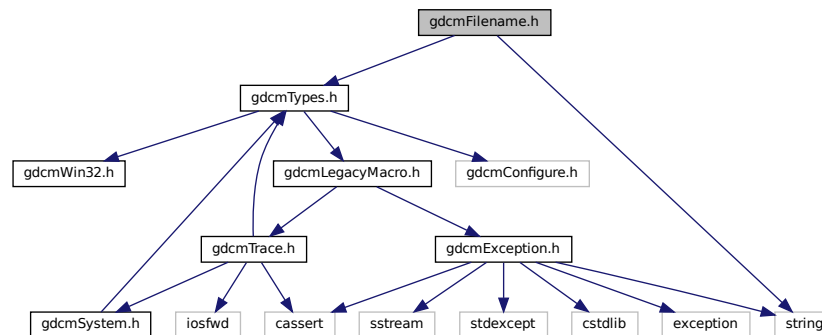 gdcmFilename.h
gdcmTypes.h
gdcmWin32.h
gdcmLegacyMacro.h
gdcmConfigure.h
gdcmTrace.h
gdcmException.h
gdcmSystem.h
iosfwd
cassert
sstream
stdexcept
cstdlib
exception
string